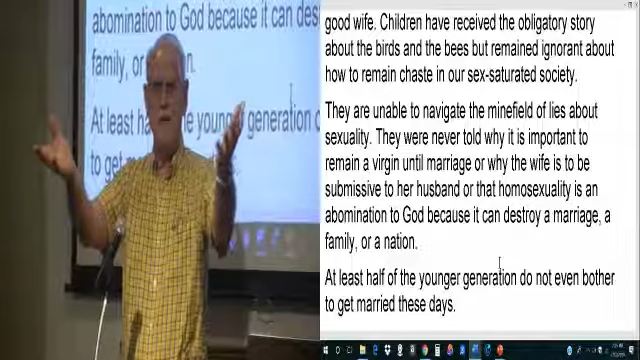 abomination to God because it can des
family, or
At least ha the younger generation
to get
good wife. Children have received the obligatory story
about the birds and the bees but remained ignorant about
how to remain chaste in our sex-saturated society.
They are unable to navigate the minefield of lies about
sexuality. They were never told why it is important to
remain a virgin until marriage or why the wife is to be
submissive to her husband or that homosexuality is an
abomination to God because it can destroy a marriage, a
family, or a nation.
At least half of the younger generation do not even bother
to get married these days.